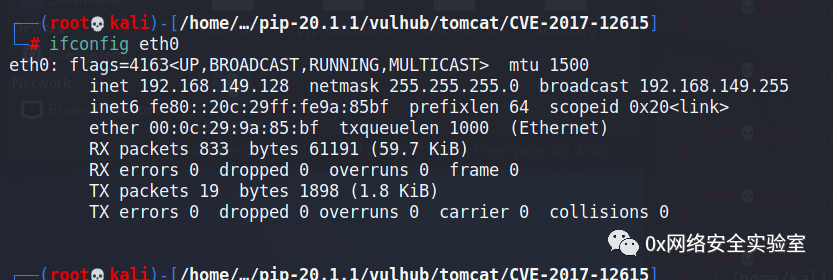 (root💀kali)-[/home/…/pip-20.1.1/vulhub/tomcat/CVE-2017-12615]
# ifconfig eth0
eth0: flags=4163<UP,BROADCAST,RUNNING,MULTICAST>  mtu 1500
        inet 192.168.149.128  netmask 255.255.255.0  broadcast 192.168.149.255
        inet6 fe80::20c:29ff:fe9a:85bf  prefixlen 64  scopeid 0x20<link>
        ether 00:0c:29:9a:85:bf  txqueuelen 1000  (Ethernet)
        RX packets 833  bytes 61191 (59.7 KiB)
        RX errors 0  dropped 0  overruns 0  frame 0
        TX packets 19  bytes 1898 (1.8 KiB)
        TX errors 0  dropped 0 overruns 0  carrier 0  collisions 0
0x网络安全实验室
(root💀kali)-[/home/…/pip-20.1.1/vulhub/tomcat/CVE-2017-12615]